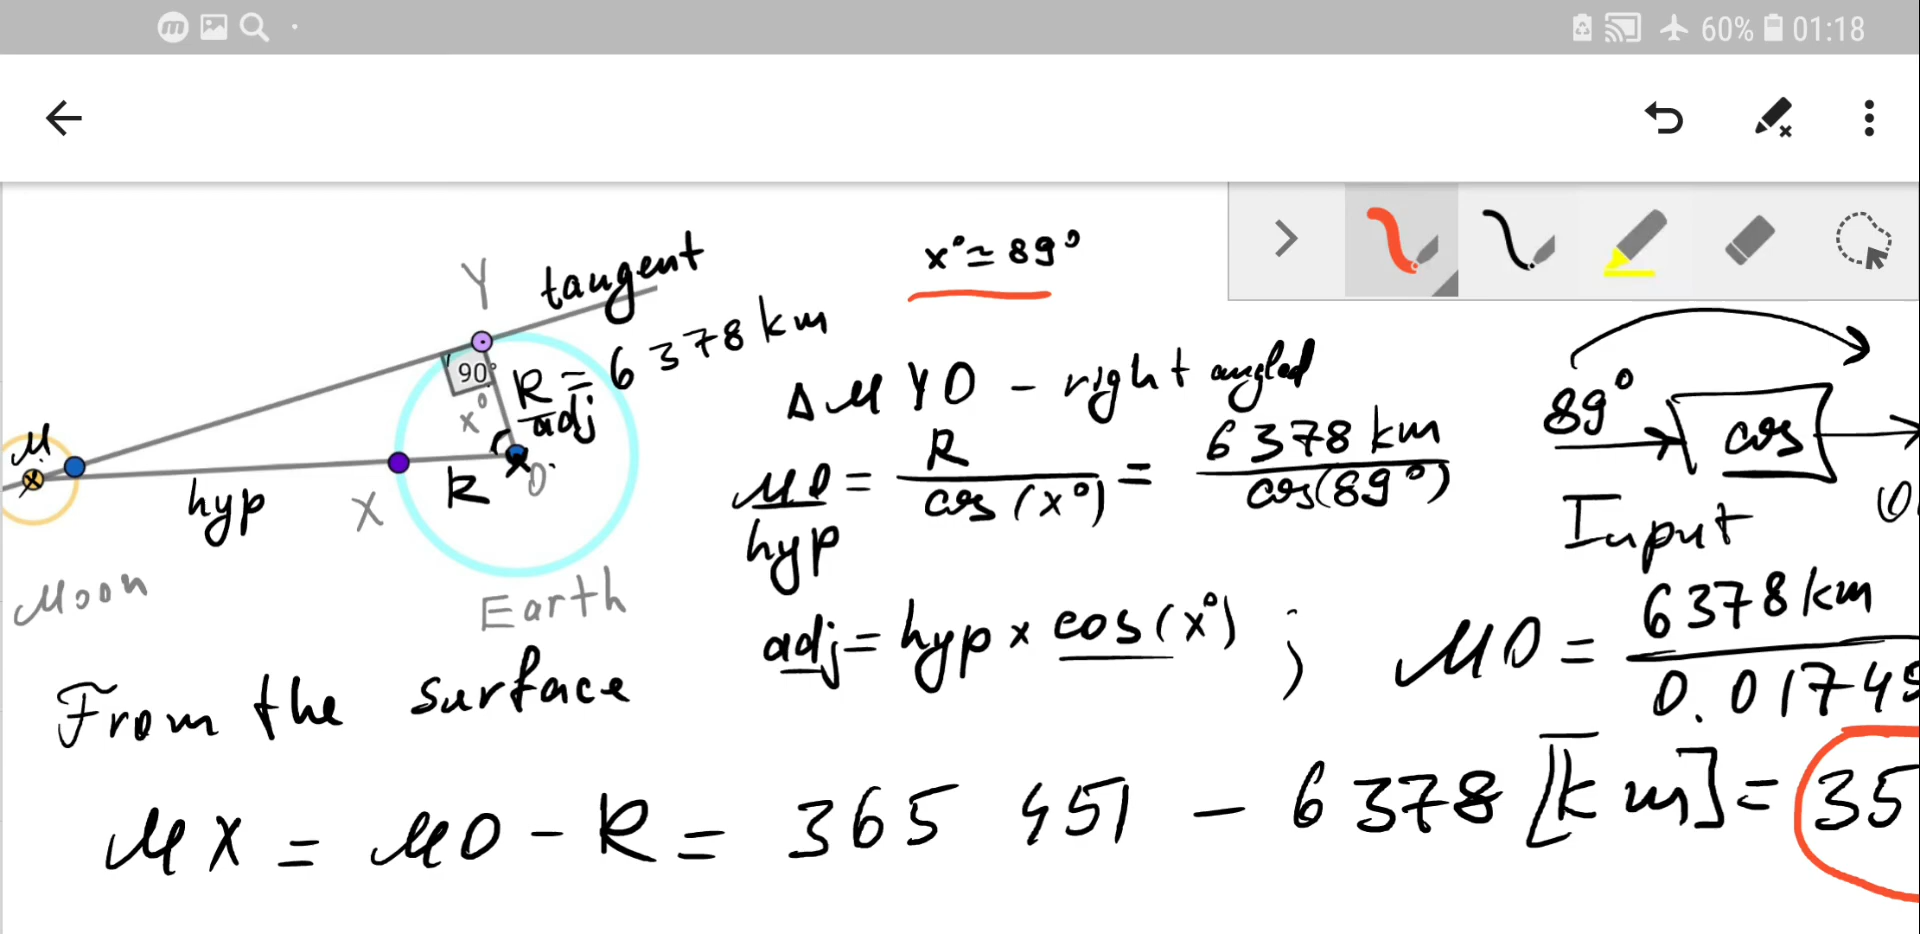 60% 01:18
Y tangent
x° ≃ 89°
R = 6378 km
90°
ΔMYO - right angled
89°
x° adj
M
MO = R / cos(x°) = 6378 km / cos(89°)
cos
hyp X R O
hyp
Input
Moon
Earth
adj = hyp × cos(x°) ; MO = 6378 km / 0.01745
From the surface
MX = MO - R = 365 451 - 6378 [km] = 35